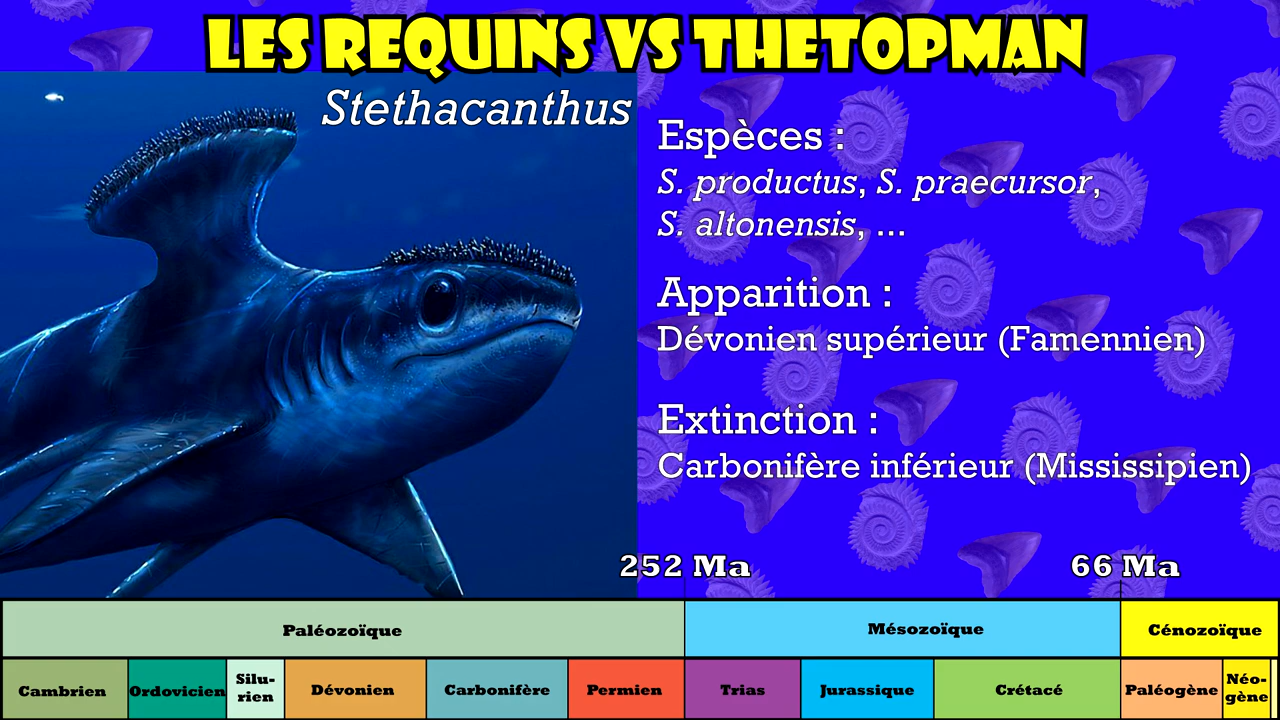 LES REQUINS VS THETOPMAN
Stethacanthus
Espèces :
S. productus, S. praecursor,
S. altonensis, ...
Apparition :
Dévonien supérieur (Famennien)
Extinction :
Carbonifère inférieur (Mississipien)
252 Ma
66 Ma
Paléozoïque
Mésozoïque
Cénozoïque
Cambrien
Ordovicien
Silu-
rien
Dévonien
Carbonifère
Permien
Trias
Jurassique
Crétacé
Paléogène
Néo-
gène